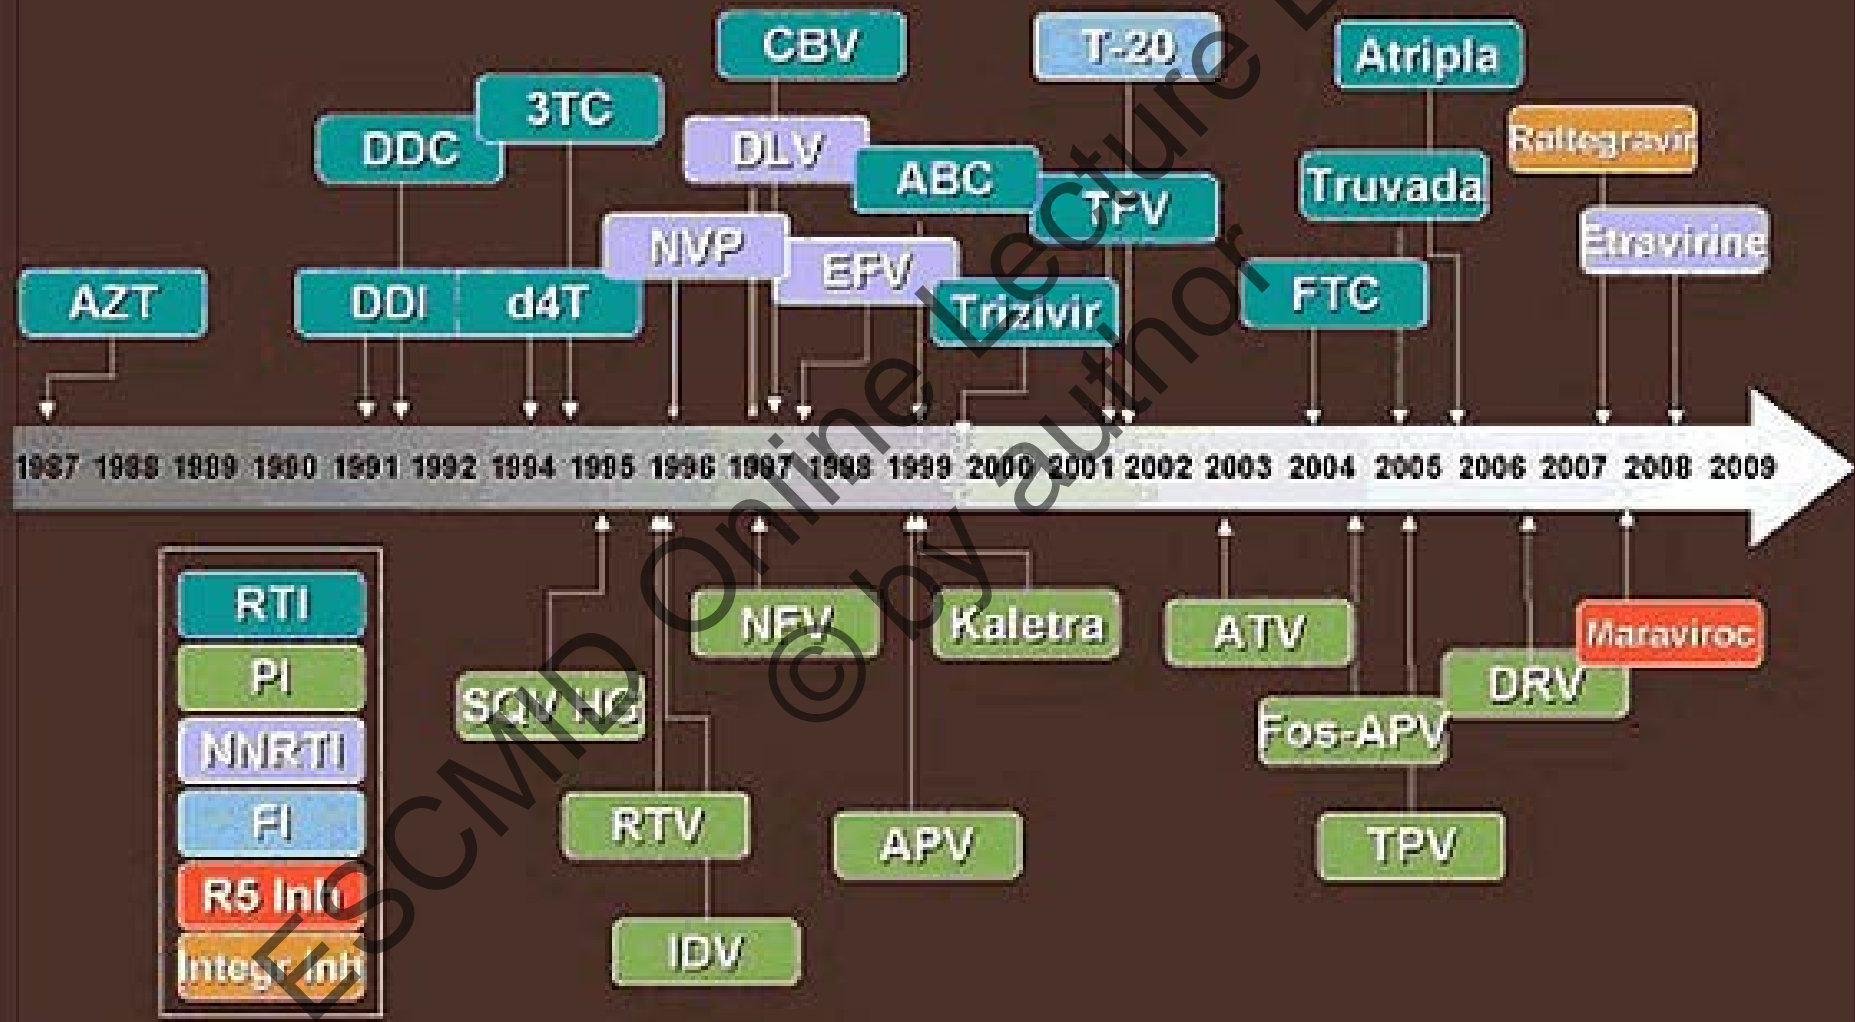 CBV
T-20
Atripla
3TC
DDC
DLV
ABC
Raltegravir
Truvada
TFV
Etravirine
NVP
EFV
AZT
DDI
d4T
Trizivir
FTC
1987 1988 1989 1990 1991 1992 1994 1995 1996 1997 1998 1999 2000 2001 2002 2003 2004 2005 2006 2007 2008 2009
RTI
PI
NNRTI
FI
R5 Inh
Integr Inh
NFV
Kaletra
ATV
Maraviroc
SQV HG
DRV
Fos-APV
RTV
APV
TPV
IDV
ESCMID Online Lecture
© by author